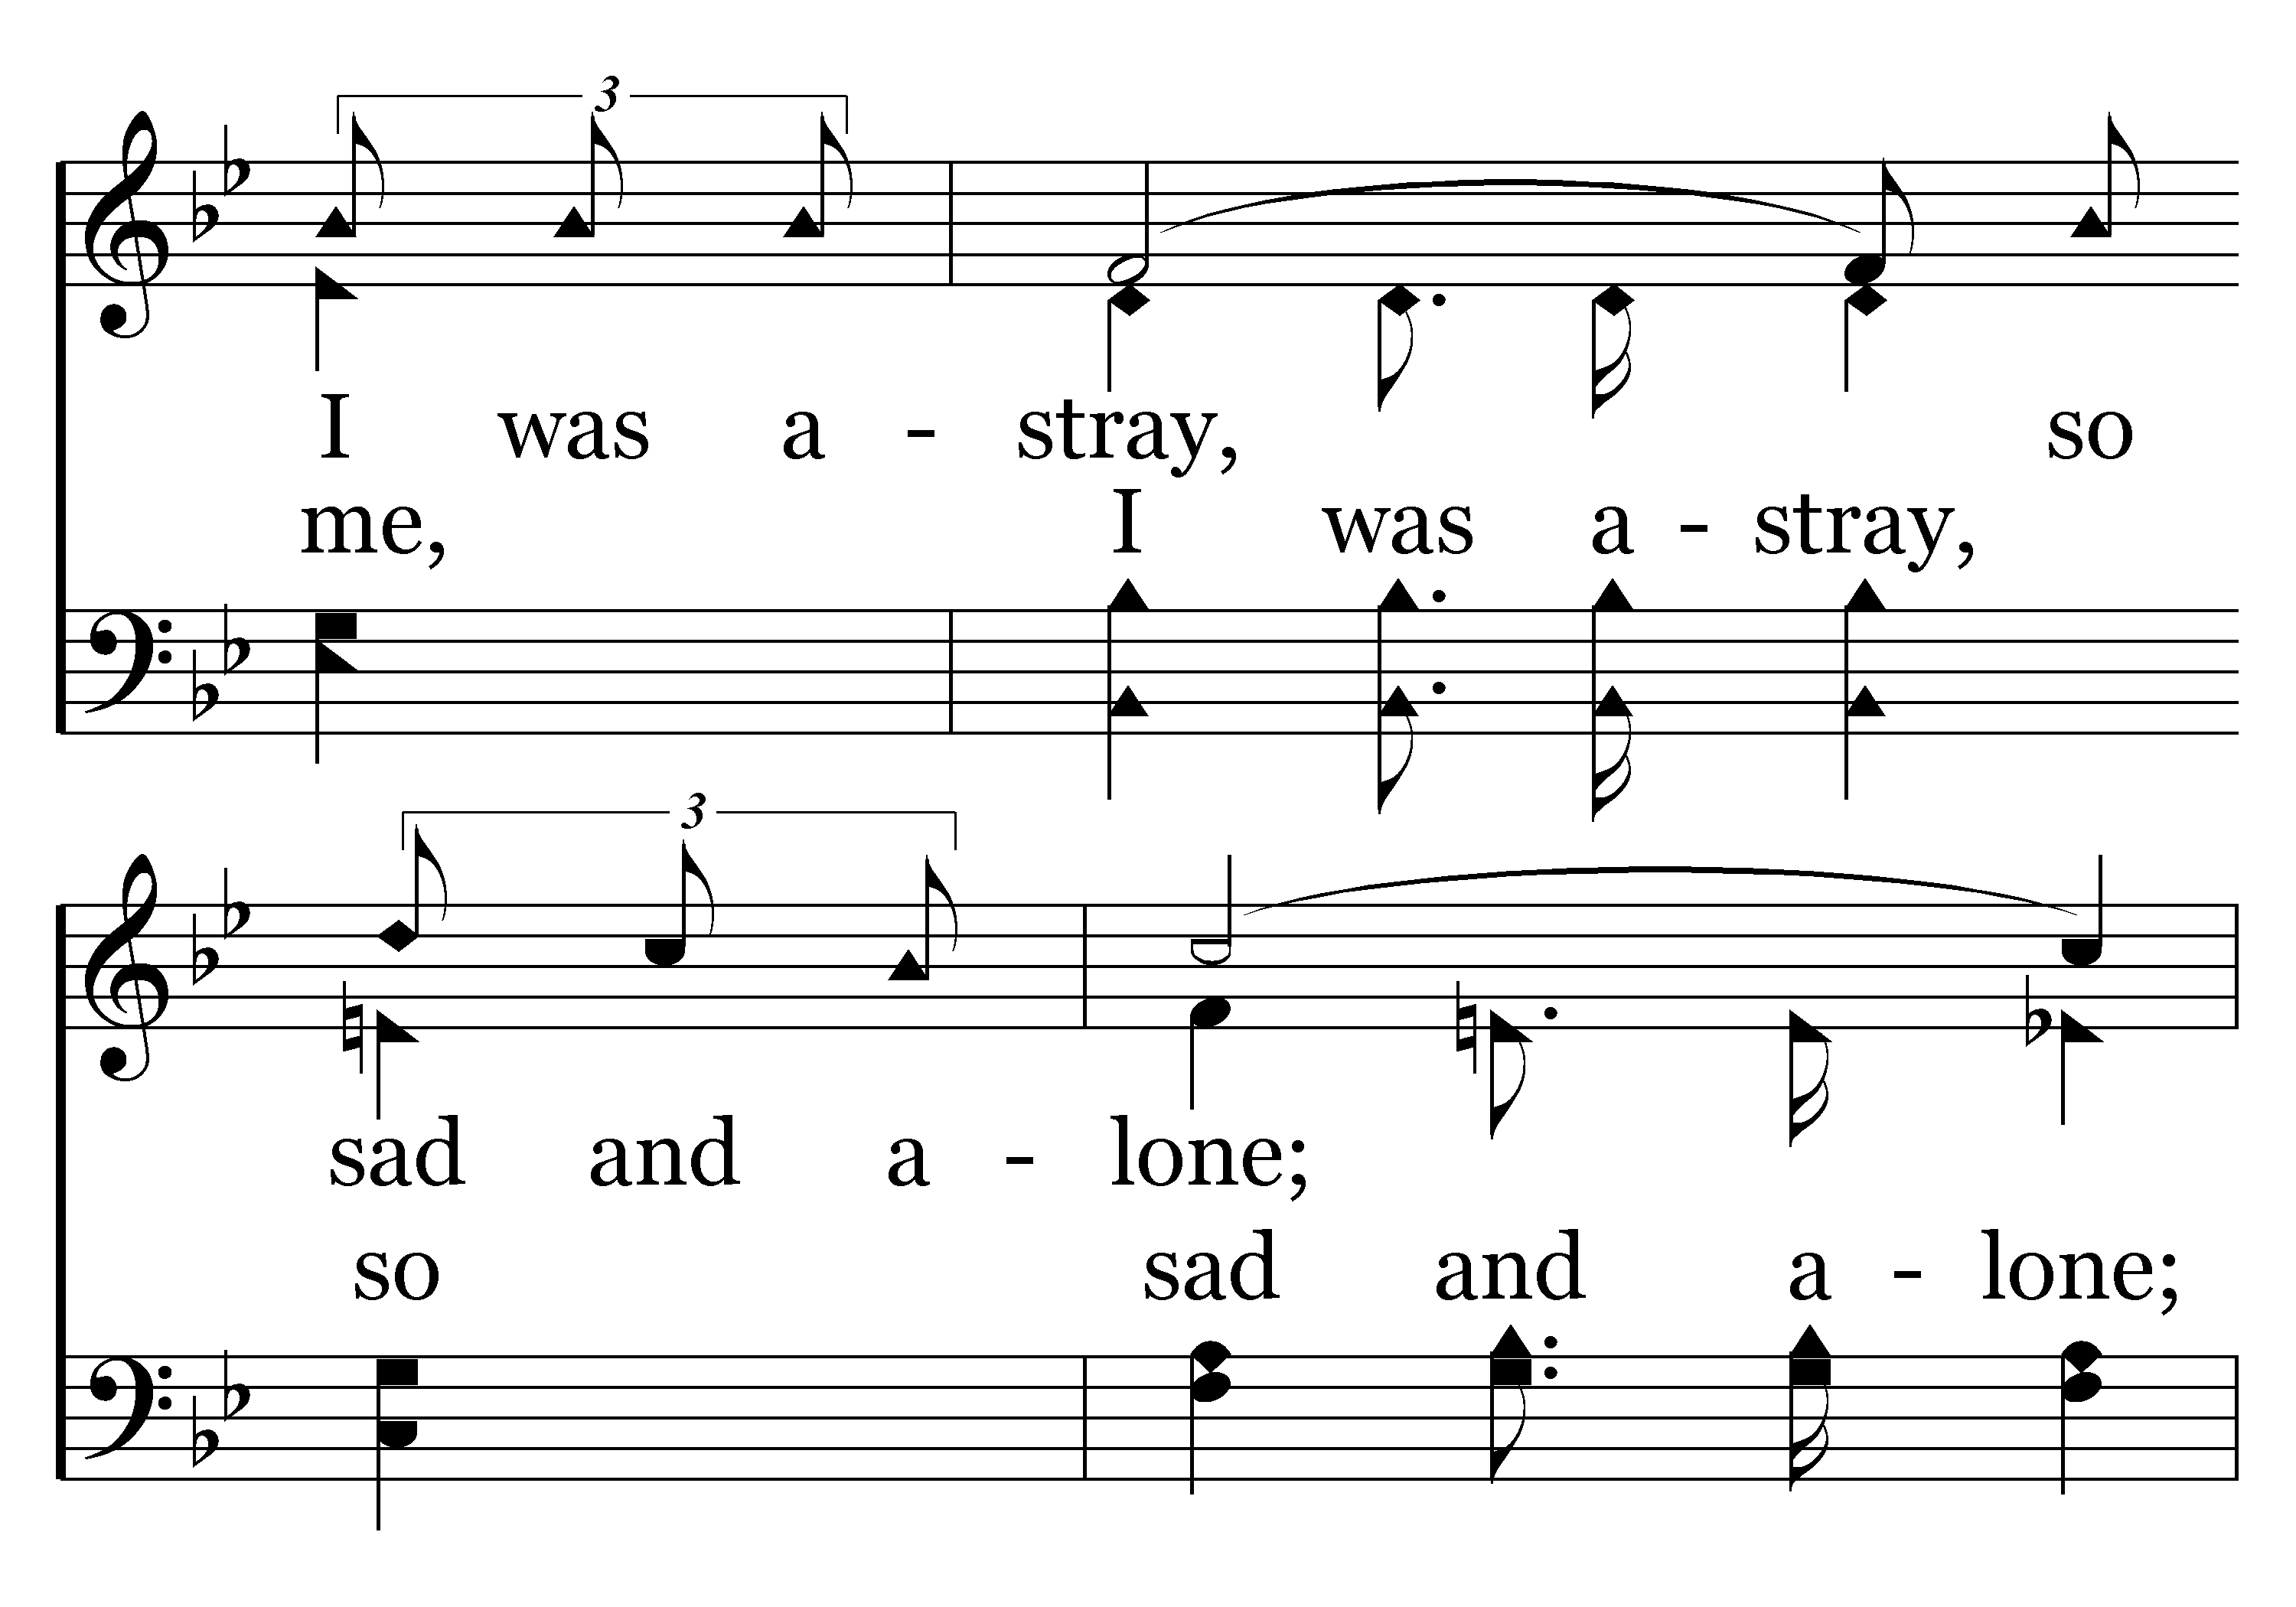 3
I was a - stray, so
me, I was a - stray,
3
sad and a - lone;
so sad and a - lone;